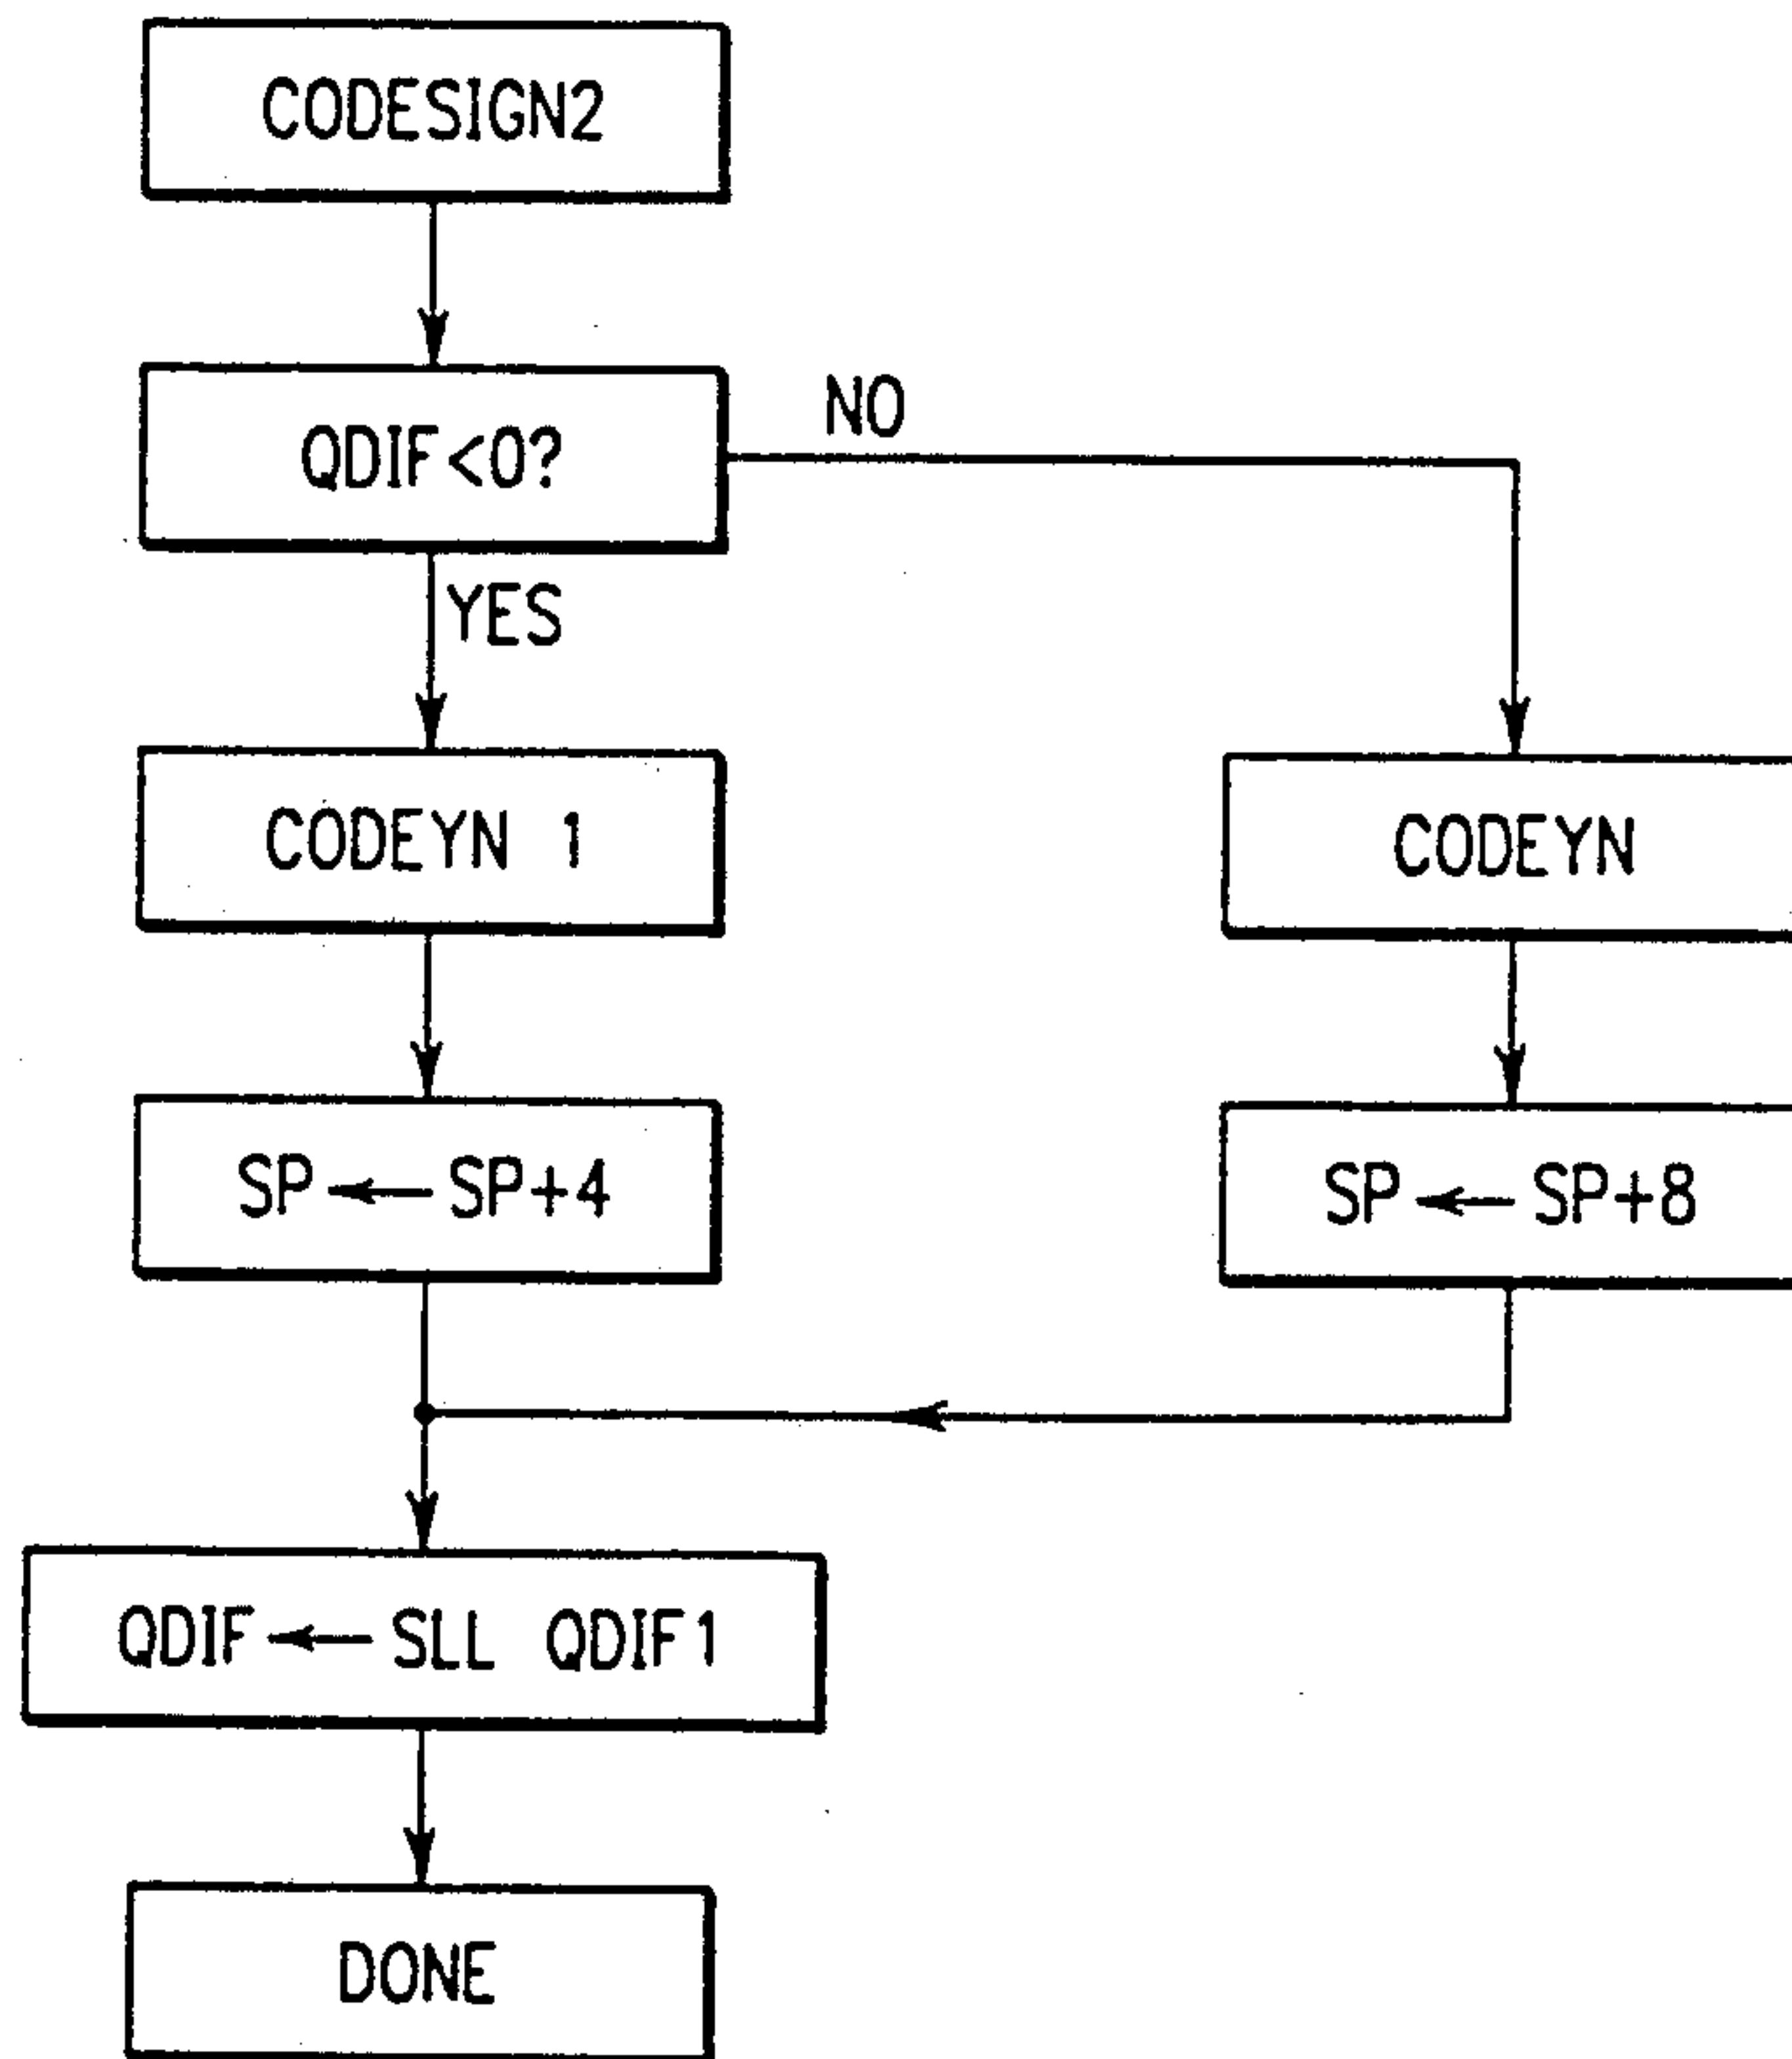 CODESIGN2
QDIF<0?
NO
YES
CODEYN 1
CODEYN
SP ← SP+4
SP ← SP+8
QDIF ← SLL QDIF1
DONE